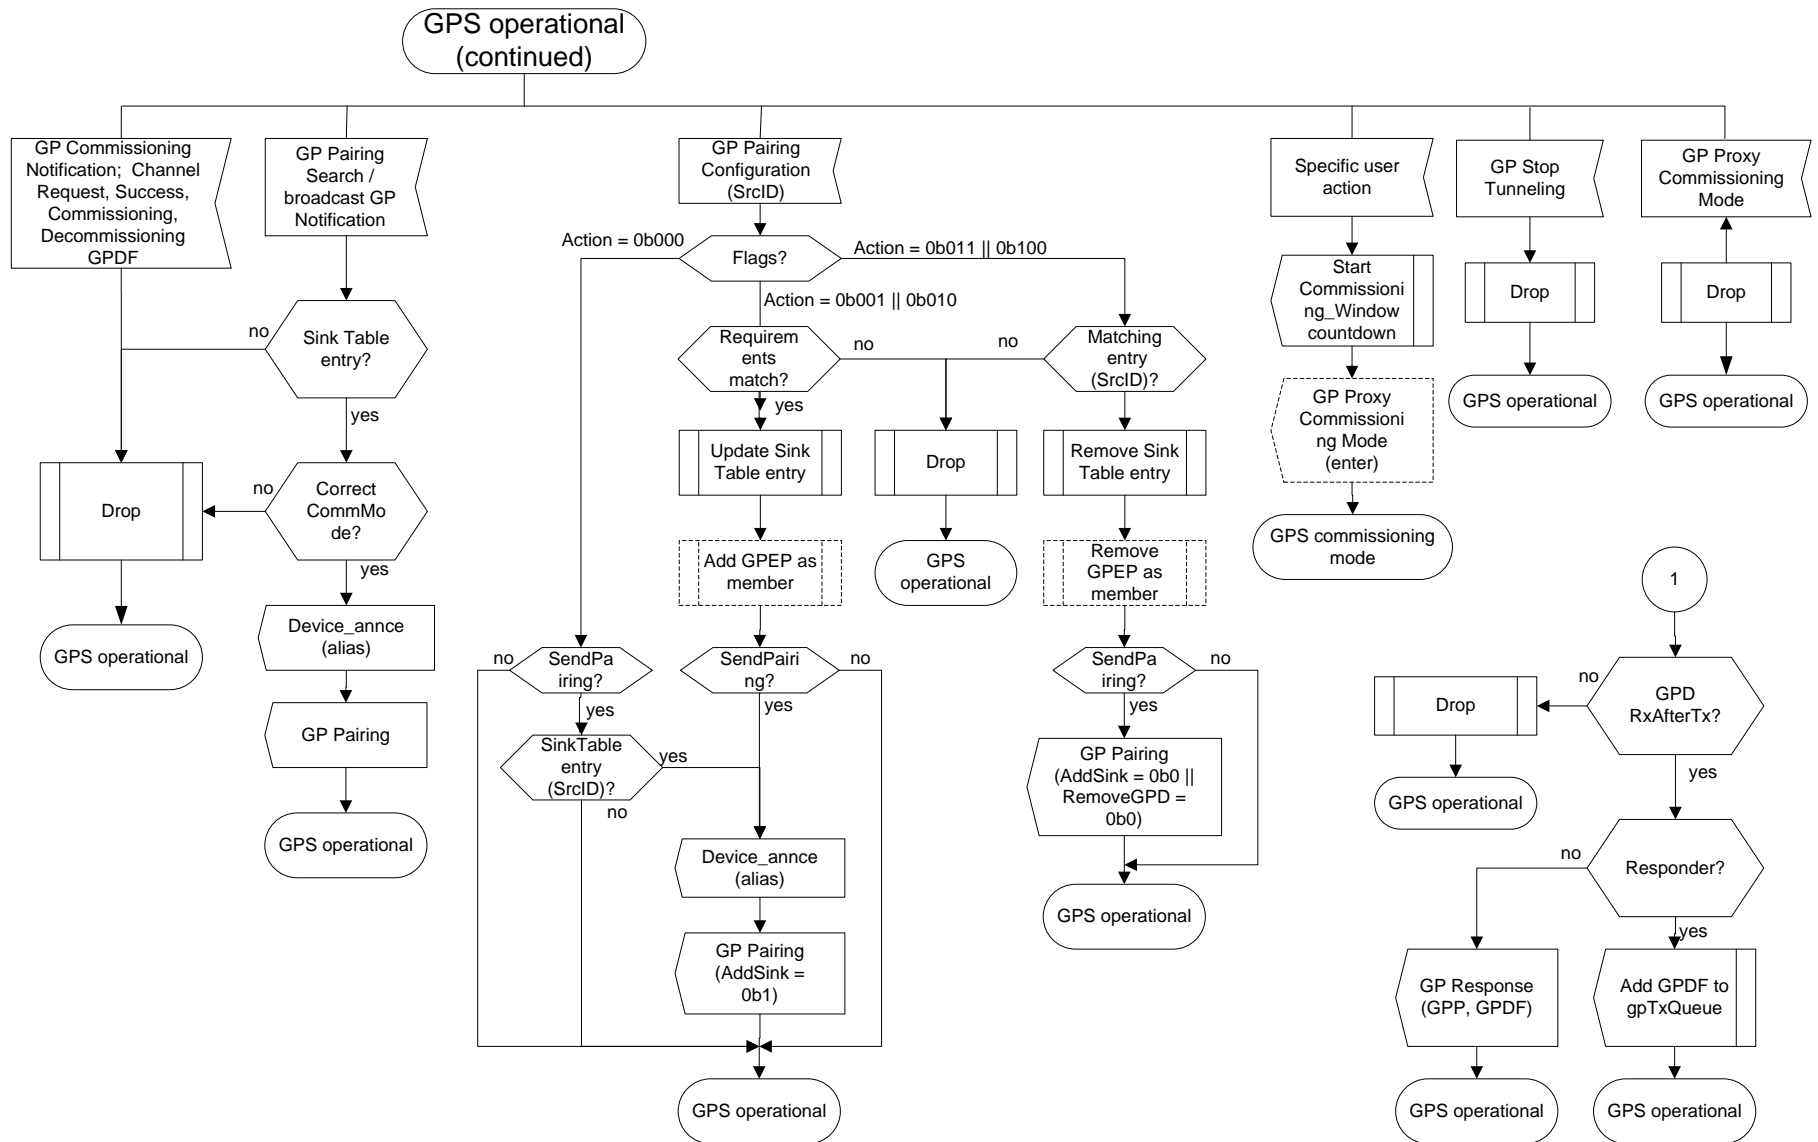 GPS operational
(continued)
GP Commissioning
Notification;  Channel
Request, Success,
Commissioning,
Decommissioning
GPDF
GP Pairing
Search /
broadcast GP
Notification
GP Pairing
Configuration
(SrcID)
Specific user
action
GP Stop
Tunneling
GP Proxy
Commissioning
Mode
Action = 0b000
Flags?
Action = 0b011 || 0b100
Action = 0b001 || 0b010
Start
Commissioni
ng_Window
countdown
Drop
Drop
no
Sink Table
entry?
yes
Requirem
ents
match?
no
yes
no
Matching
entry
(SrcID)?
GP Proxy
Commissioni
ng Mode
(enter)
GPS operational
GPS operational
Drop
no
Correct
CommMo
de?
yes
Update Sink
Table entry
Drop
Remove Sink
Table entry
GPS commissioning
mode
Add GPEP as
member
GPS
operational
Remove
GPEP as
member
1
GPS operational
Device_annce
(alias)
no
SendPa
iring?
yes
SendPairi
ng?
no
yes
SendPa
iring?
no
yes
Drop
no
GPD
RxAfterTx?
yes
GP Pairing
SinkTable
entry
(SrcID)?
yes
no
GP Pairing
(AddSink = 0b0 ||
RemoveGPD =
0b0)
GPS operational
GPS operational
Device_annce
(alias)
GPS operational
no
Responder?
yes
GP Pairing
(AddSink =
0b1)
GP Response
(GPP, GPDF)
Add GPDF to
gpTxQueue
GPS operational
GPS operational
GPS operational